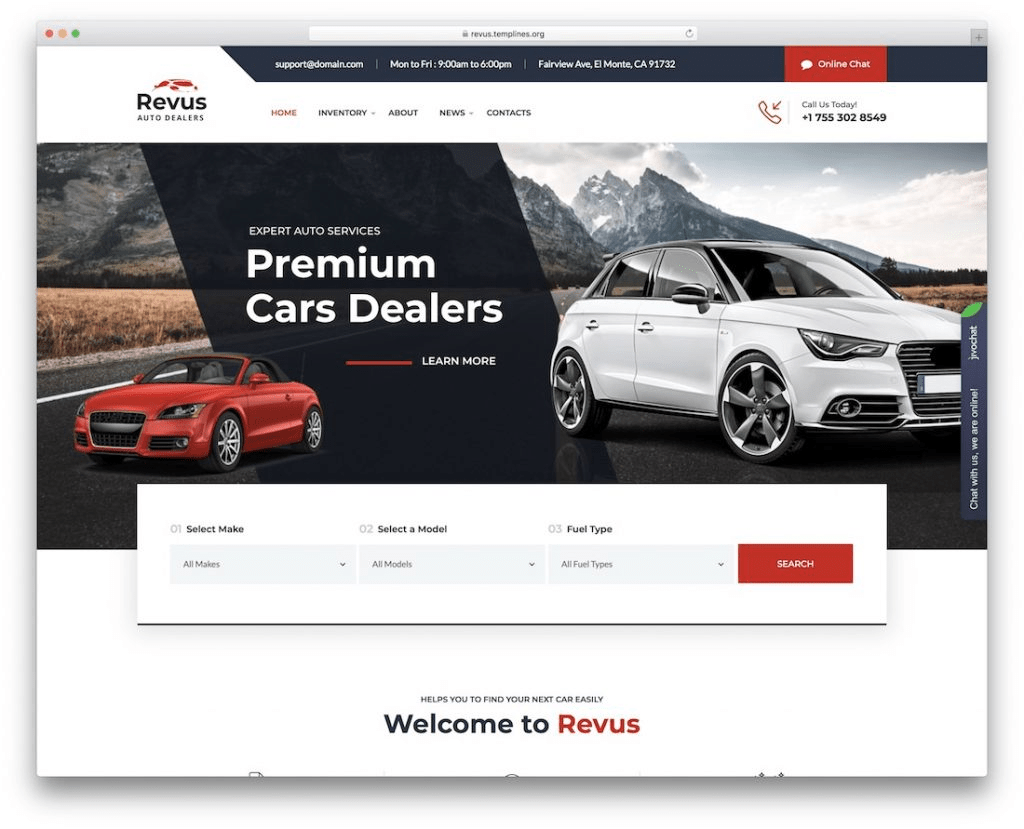 revus.templines.org
support@domain.com
Mon to Fri : 9:00am to 6:00pm
Fairview Ave, El Monte, CA 91732
Online Chat
Revus
AUTO DEALERS
HOME
INVENTORY
ABOUT
NEWS
CONTACTS
Call Us Today!
+1 755 302 8549
EXPERT AUTO SERVICES
Premium
Cars Dealers
LEARN MORE
jivochat
Chat with us, we are online!
01 Select Make
02 Select a Model
03 Fuel Type
All Makes
All Models
All Fuel Types
SEARCH
HELPS YOU TO FIND YOUR NEXT CAR EASILY
Welcome to Revus